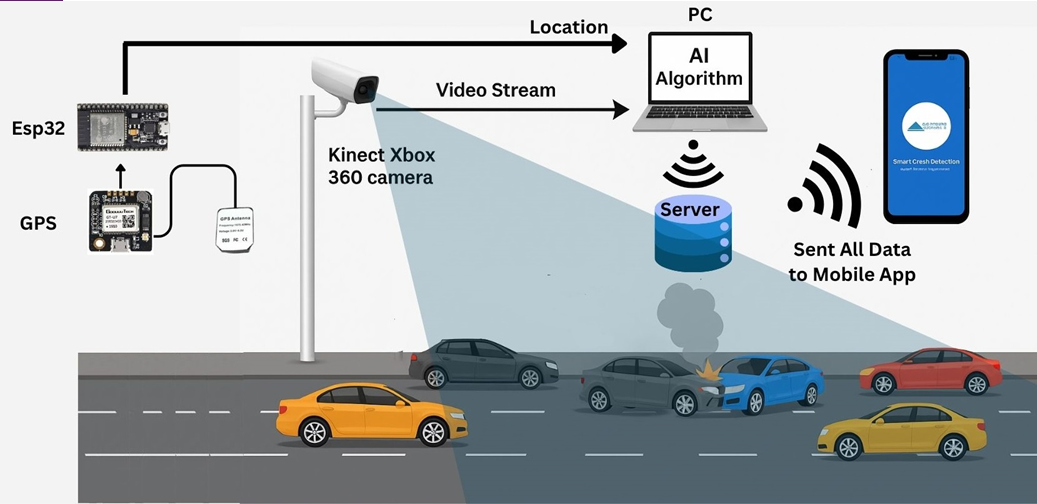 Location
PC
AI
Algorithm
Video Stream
Esp32
Kinect Xbox
360 camera
GPS
GPS Antenna
Server
Smart Cresh Detection
Sent All Data
to Mobile App